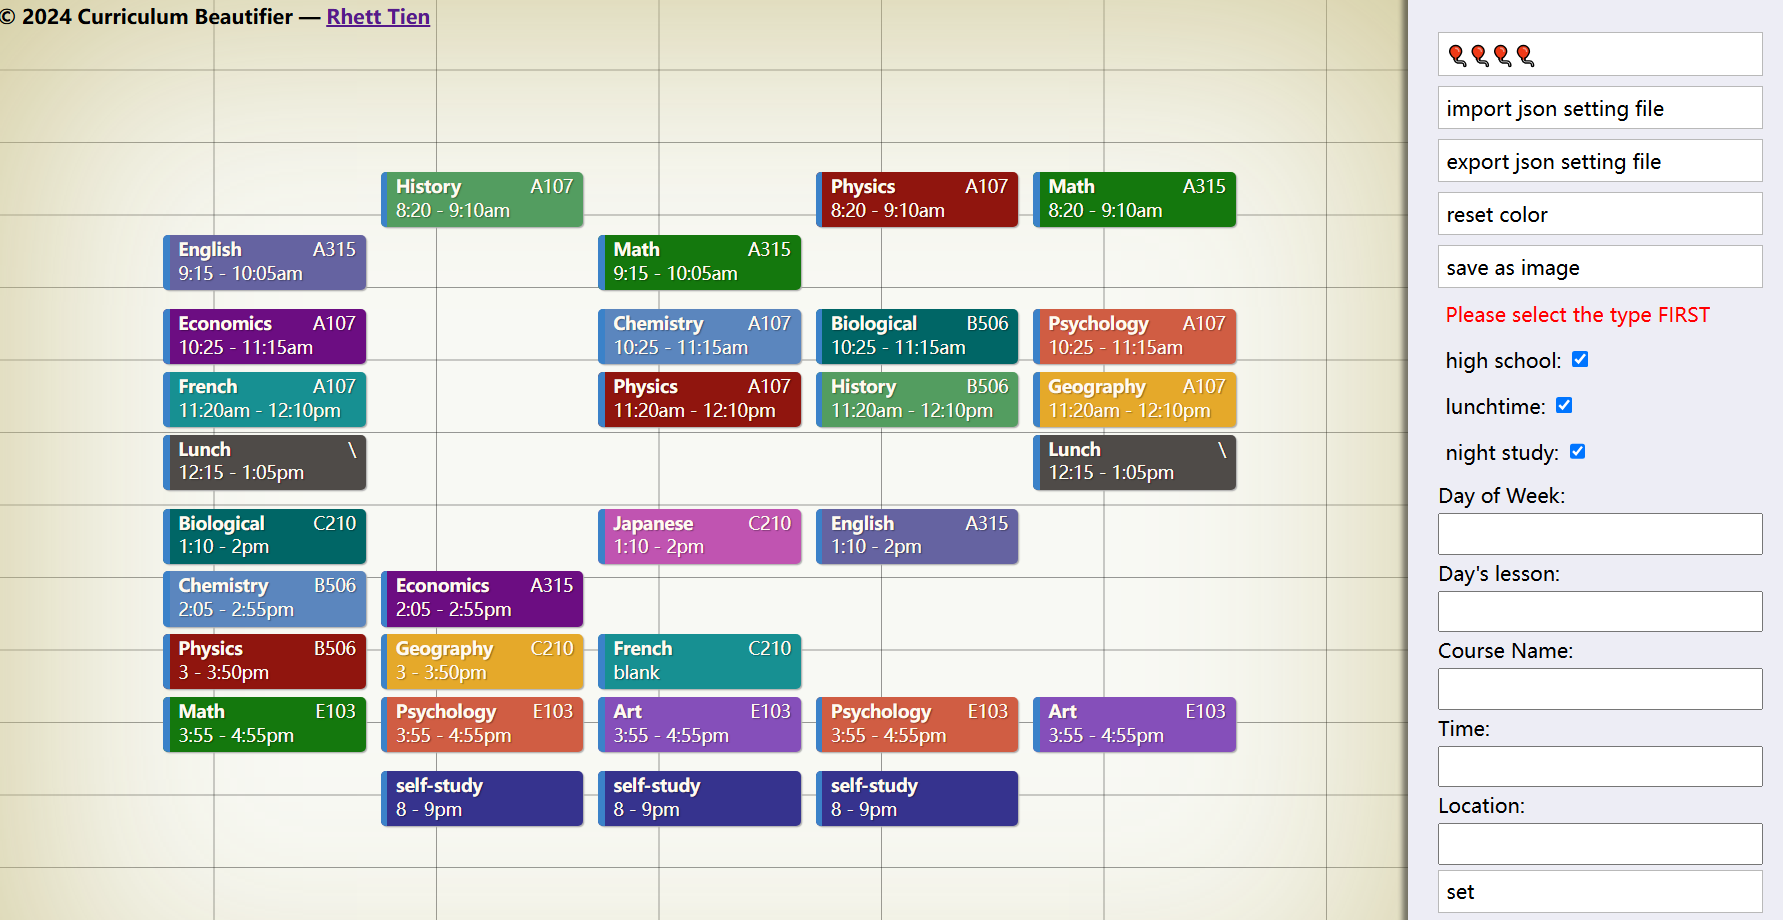 © 2024 Curriculum Beautifier — Rhett Tien
History A107
8:20 - 9:10am
Physics A107
8:20 - 9:10am
Math A315
8:20 - 9:10am
English A315
9:15 - 10:05am
Math A315
9:15 - 10:05am
Economics A107
10:25 - 11:15am
Chemistry A107
10:25 - 11:15am
Biological B506
10:25 - 11:15am
Psychology A107
10:25 - 11:15am
French A107
11:20am - 12:10pm
Physics A107
11:20am - 12:10pm
History B506
11:20am - 12:10pm
Geography A107
11:20am - 12:10pm
Lunch \
12:15 - 1:05pm
Lunch \
12:15 - 1:05pm
Biological C210
1:10 - 2pm
Japanese C210
1:10 - 2pm
English A315
1:10 - 2pm
Chemistry B506
2:05 - 2:55pm
Economics A315
2:05 - 2:55pm
Physics B506
3 - 3:50pm
Geography C210
3 - 3:50pm
French C210
blank
Math E103
3:55 - 4:55pm
Psychology E103
3:55 - 4:55pm
Art E103
3:55 - 4:55pm
Psychology E103
3:55 - 4:55pm
Art E103
3:55 - 4:55pm
self-study
8 - 9pm
self-study
8 - 9pm
self-study
8 - 9pm
🎈🎈🎈🎈
import json setting file
export json setting file
reset color
save as image
Please select the type FIRST
high school:
lunchtime:
night study:
Day of Week:
Day's lesson:
Course Name:
Time:
Location:
set